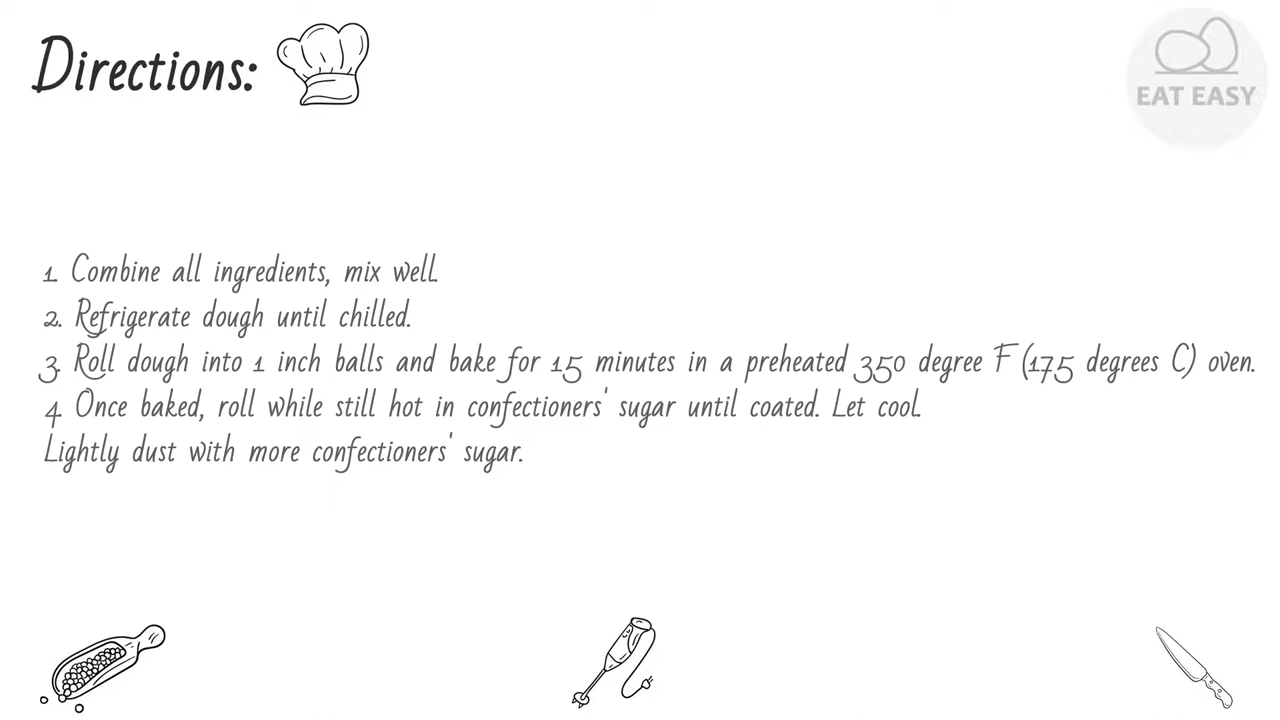 Directions:
EAT EASY
1. Combine all ingredients, mix well.
2. Refrigerate dough until chilled.
3. Roll dough into 1 inch balls and bake for 15 minutes in a preheated 350 degree F (175 degrees C) oven.
4. Once baked, roll while still hot in confectioners' sugar until coated. Let cool.
Lightly dust with more confectioners' sugar.